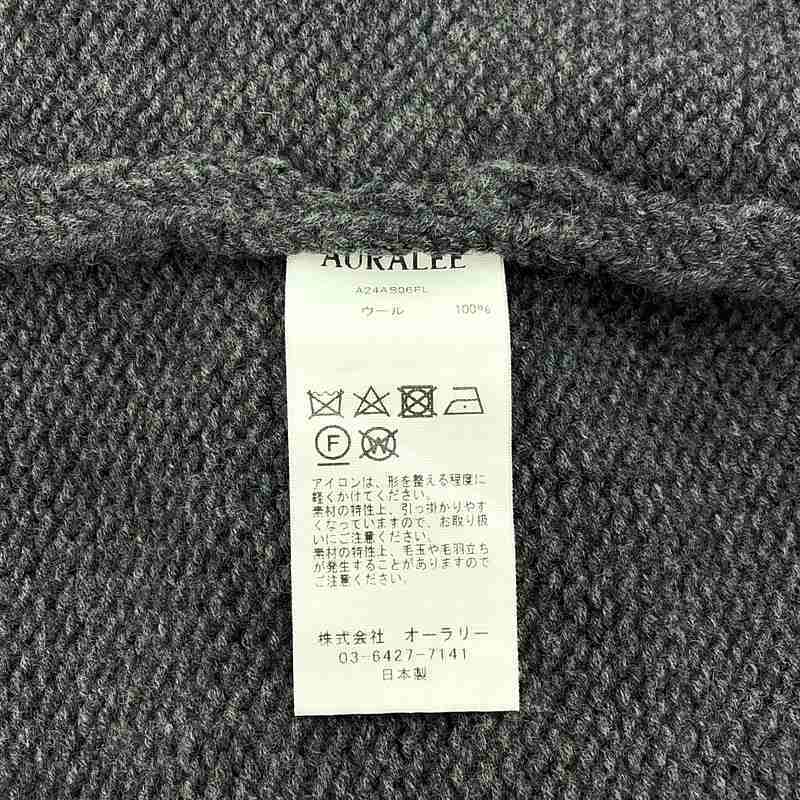 AURALEE
A24AS06FL
ウール 100%
F
W
アイロンは、形を整える程度に
軽くかけてください。
素材の特性上、引っ掛かりやす
くなっていますので、お取り扱
いにご注意ください。
素材の特性上、毛玉や毛羽立ち
が発生することがありますので
ご注意ください。
株式会社 オーラリー
03-6427-7141
日本製